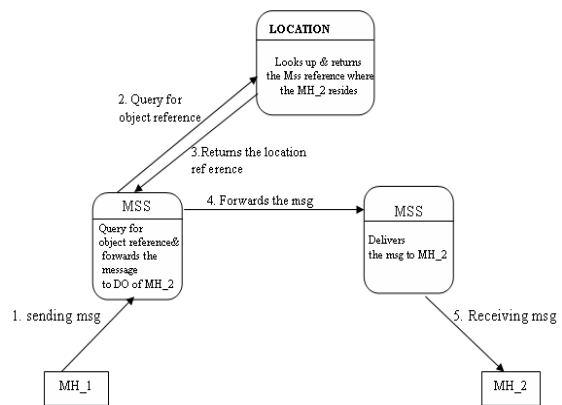 LOCATION
Looks up & returns
the Mss reference where
the MH_2 resides
2. Query for
object reference
3.Returns the location
ref erence
MSS
Query for
object reference&
forwards the
message
to DO of MH_2
4. Forwards the msg
MSS
Delivers
the msg to MH_2
1. sending msg
5. Receiving msg
MH_1
MH_2